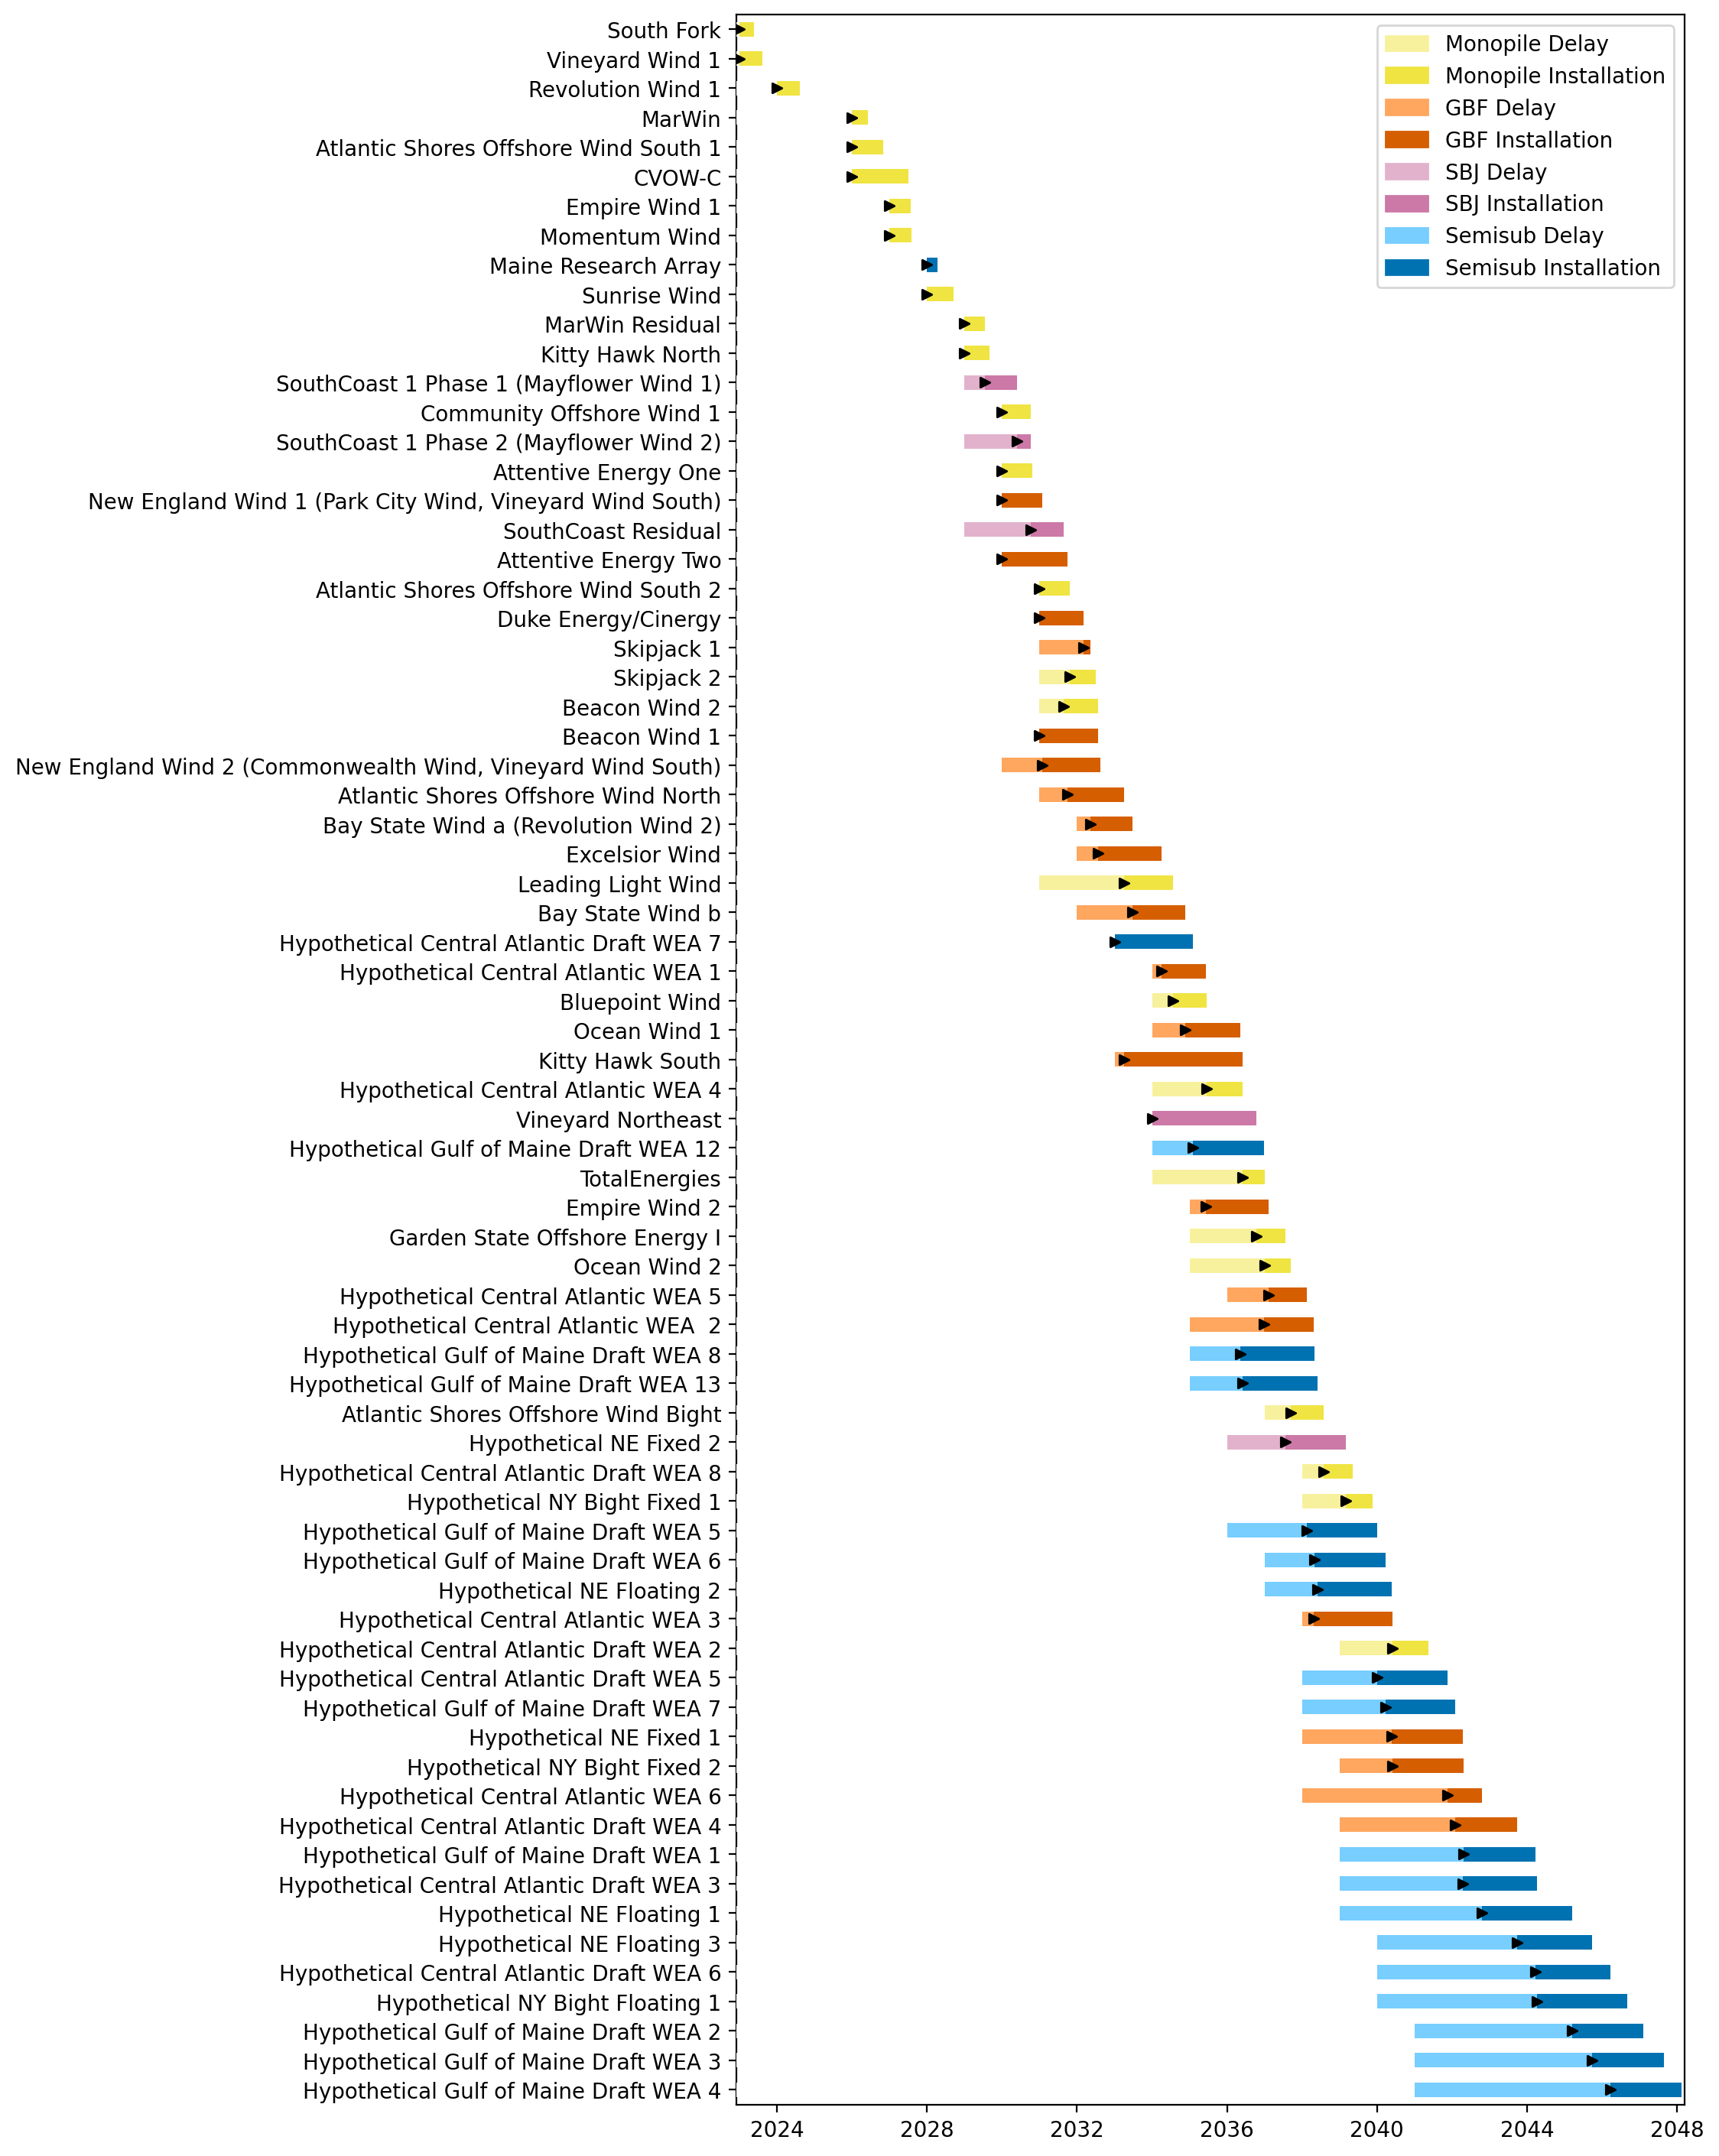 South Fork
Vineyard Wind 1
Revolution Wind 1
MarWin
Atlantic Shores Offshore Wind South 1
CVOW-C
Empire Wind 1
Momentum Wind
Maine Research Array
Sunrise Wind
MarWin Residual
Kitty Hawk North
SouthCoast 1 Phase 1 (Mayflower Wind 1)
Community Offshore Wind 1
SouthCoast 1 Phase 2 (Mayflower Wind 2)
Attentive Energy One
New England Wind 1 (Park City Wind, Vineyard Wind South)
SouthCoast Residual
Attentive Energy Two
Atlantic Shores Offshore Wind South 2
Duke Energy/Cinergy
Skipjack 1
Skipjack 2
Beacon Wind 2
Beacon Wind 1
New England Wind 2 (Commonwealth Wind, Vineyard Wind South)
Atlantic Shores Offshore Wind North
Bay State Wind a (Revolution Wind 2)
Excelsior Wind
Leading Light Wind
Bay State Wind b
Hypothetical Central Atlantic Draft WEA 7
Hypothetical Central Atlantic WEA 1
Bluepoint Wind
Ocean Wind 1
Kitty Hawk South
Hypothetical Central Atlantic WEA 4
Vineyard Northeast
Hypothetical Gulf of Maine Draft WEA 12
TotalEnergies
Empire Wind 2
Garden State Offshore Energy I
Ocean Wind 2
Hypothetical Central Atlantic WEA 5
Hypothetical Central Atlantic WEA  2
Hypothetical Gulf of Maine Draft WEA 8
Hypothetical Gulf of Maine Draft WEA 13
Atlantic Shores Offshore Wind Bight
Hypothetical NE Fixed 2
Hypothetical Central Atlantic Draft WEA 8
Hypothetical NY Bight Fixed 1
Hypothetical Gulf of Maine Draft WEA 5
Hypothetical Gulf of Maine Draft WEA 6
Hypothetical NE Floating 2
Hypothetical Central Atlantic WEA 3
Hypothetical Central Atlantic Draft WEA 2
Hypothetical Central Atlantic Draft WEA 5
Hypothetical Gulf of Maine Draft WEA 7
Hypothetical NE Fixed 1
Hypothetical NY Bight Fixed 2
Hypothetical Central Atlantic WEA 6
Hypothetical Central Atlantic Draft WEA 4
Hypothetical Gulf of Maine Draft WEA 1
Hypothetical Central Atlantic Draft WEA 3
Hypothetical NE Floating 1
Hypothetical NE Floating 3
Hypothetical Central Atlantic Draft WEA 6
Hypothetical NY Bight Floating 1
Hypothetical Gulf of Maine Draft WEA 2
Hypothetical Gulf of Maine Draft WEA 3
Hypothetical Gulf of Maine Draft WEA 4
Monopile Delay
Monopile Installation
GBF Delay
GBF Installation
SBJ Delay
SBJ Installation
Semisub Delay
Semisub Installation
2024 2028 2032 2036 2040 2044 2048